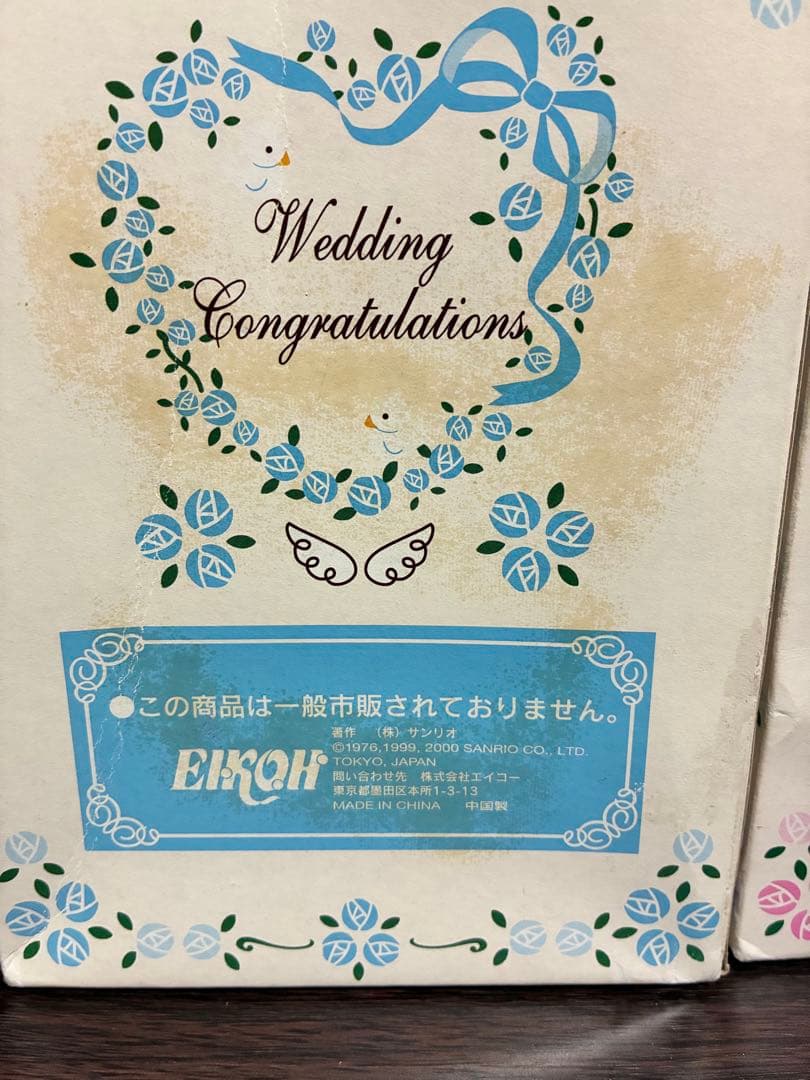 Wedding
Congratulations
●この商品は一般市販されておりません。
著作 (株) サンリオ
©1976,1999, 2000 SANRIO CO., LTD.
TOKYO, JAPAN
EIKOH
問い合わせ先 株式会社エイコー
東京都墨田区本所1-3-13
MADE IN CHINA 中国製